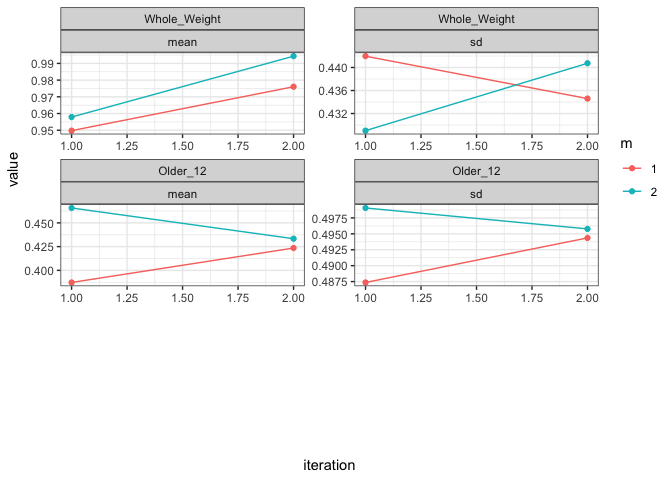 Whole_Weight
Whole_Weight
mean
sd
0.99
0.98
0.97
0.96
0.95
0.440
0.436
0.432
1.00 1.25 1.50 1.75 2.00
1.00 1.25 1.50 1.75 2.00
Older_12
Older_12
mean
sd
0.450
0.425
0.400
0.4975
0.4950
0.4925
0.4900
0.4875
1.00 1.25 1.50 1.75 2.00
1.00 1.25 1.50 1.75 2.00
value
iteration
m
1
2